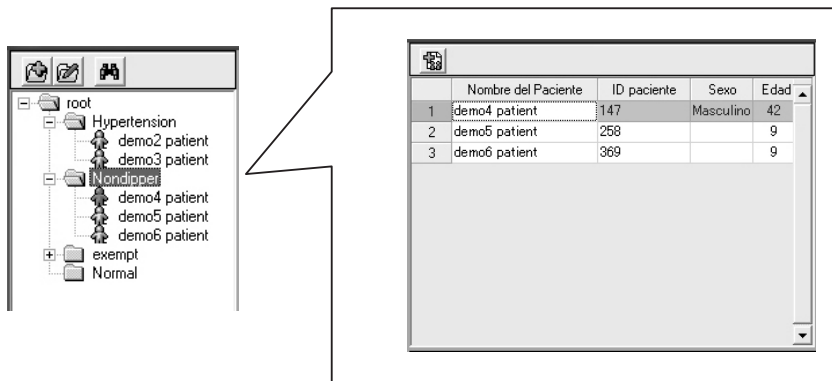 root
Hypertension
demo2 patient
demo3 patient
Nondipper
demo4 patient
demo5 patient
demo6 patient
exempt
Normal
Nombre del Paciente ID paciente Sexo Edad
1 demo4 patient 147 Masculino 42
2 demo5 patient 258 9
3 demo6 patient 369 9